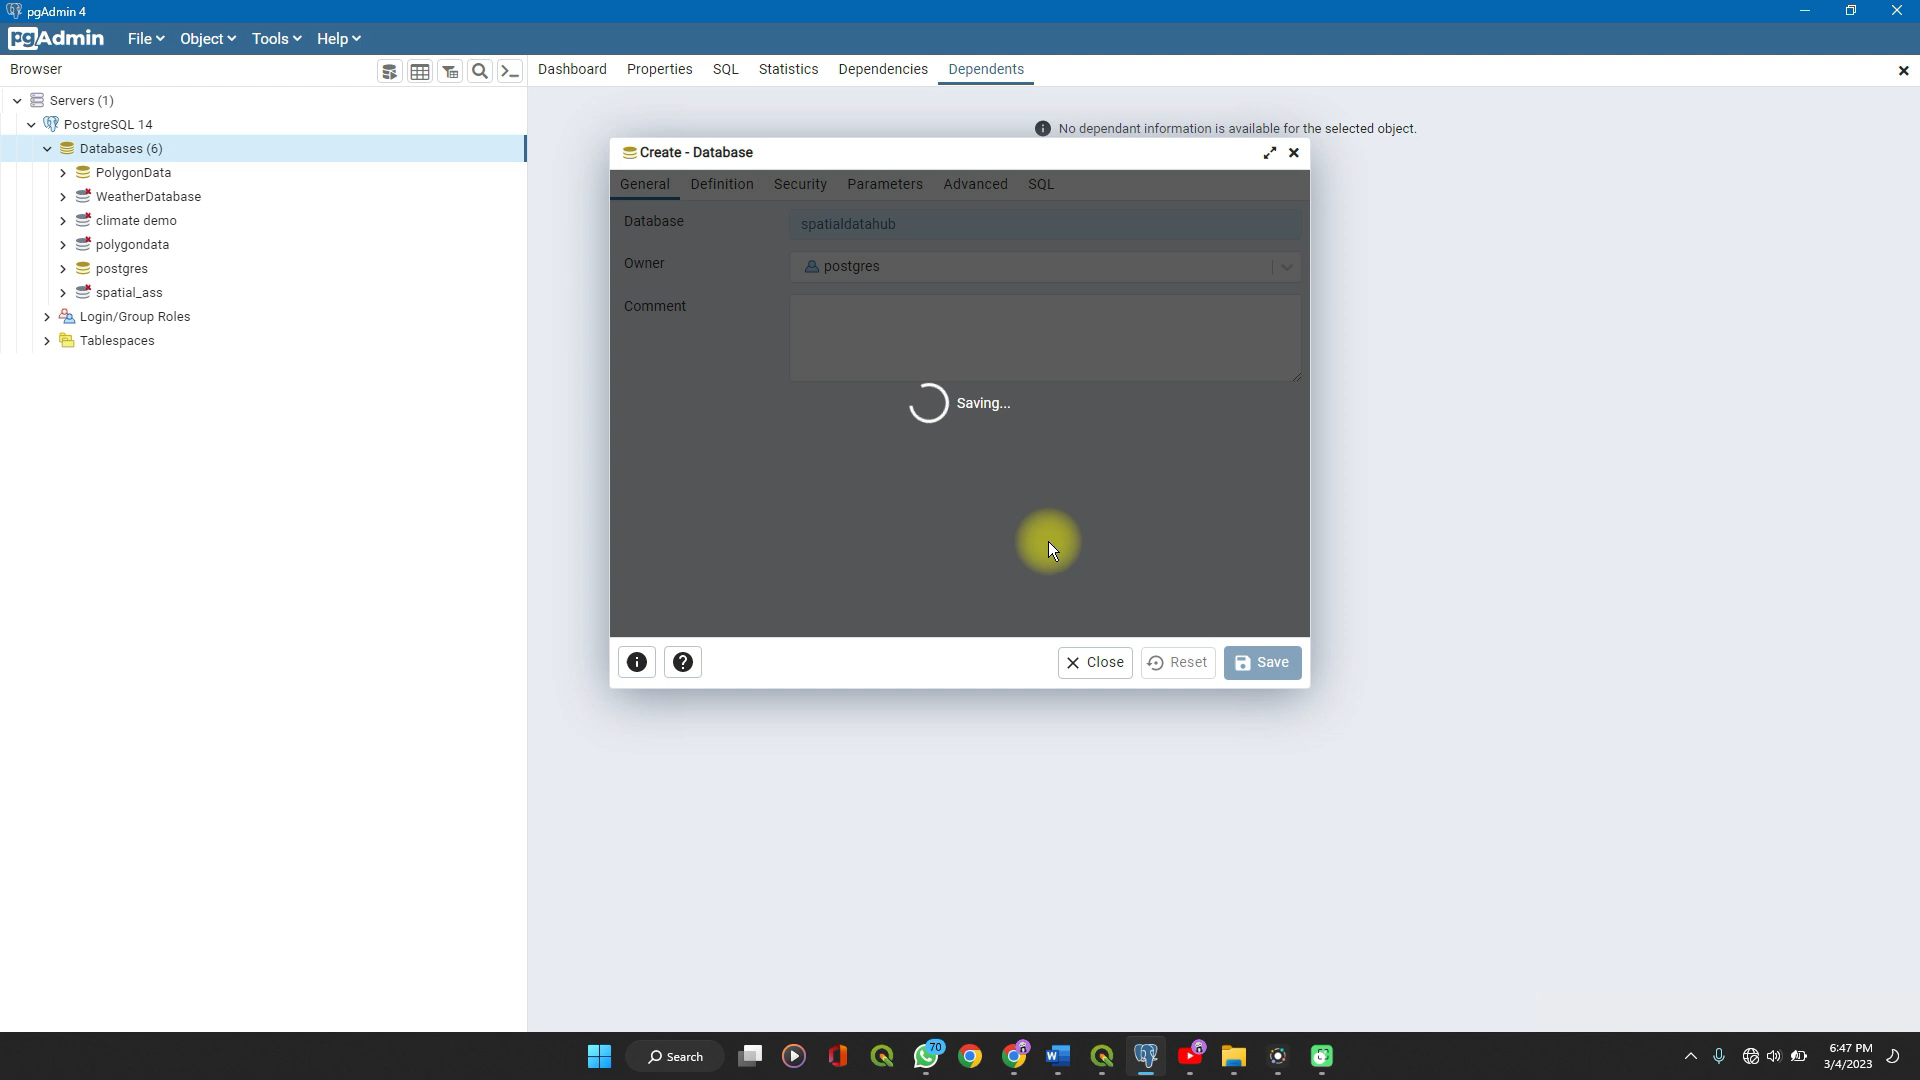 pgAdmin 4
pgAdmin File Object Tools Help
Browser
Dashboard Properties SQL Statistics Dependencies Dependents
Servers (1)
PostgreSQL 14
Databases (6)
PolygonData
WeatherDatabase
climate demo
polygondata
postgres
spatial_ass
Login/Group Roles
Tablespaces
No dependant information is available for the selected object.
Create - Database
General Definition Security Parameters Advanced SQL
Database spatialdatahub
Owner postgres
Comment
Saving...
Close Reset Save
Search
70
6:47 PM
3/4/2023